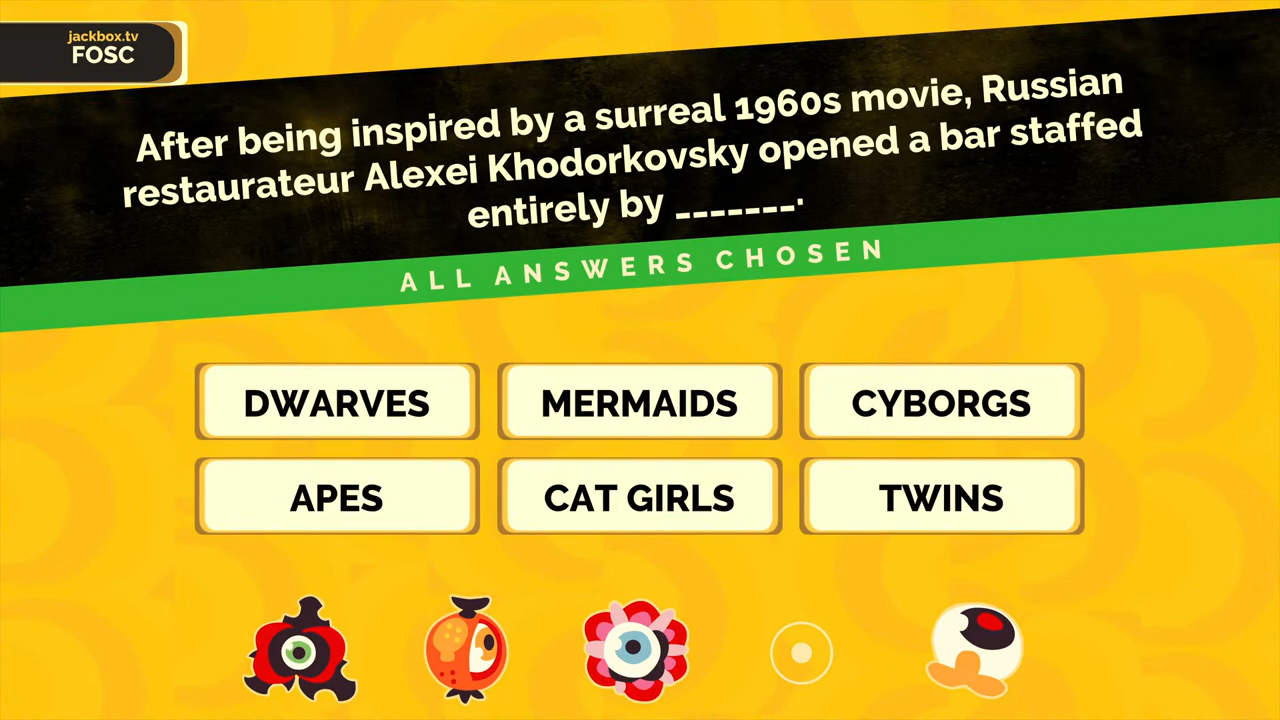 jackbox.tv
FOSC
After being inspired by a surreal 1960s movie, Russian
restaurateur Alexei Khodorkovsky opened a bar staffed
entirely by _______.
ALL ANSWERS CHOSEN
DWARVES
MERMAIDS
CYBORGS
APES
CAT GIRLS
TWINS